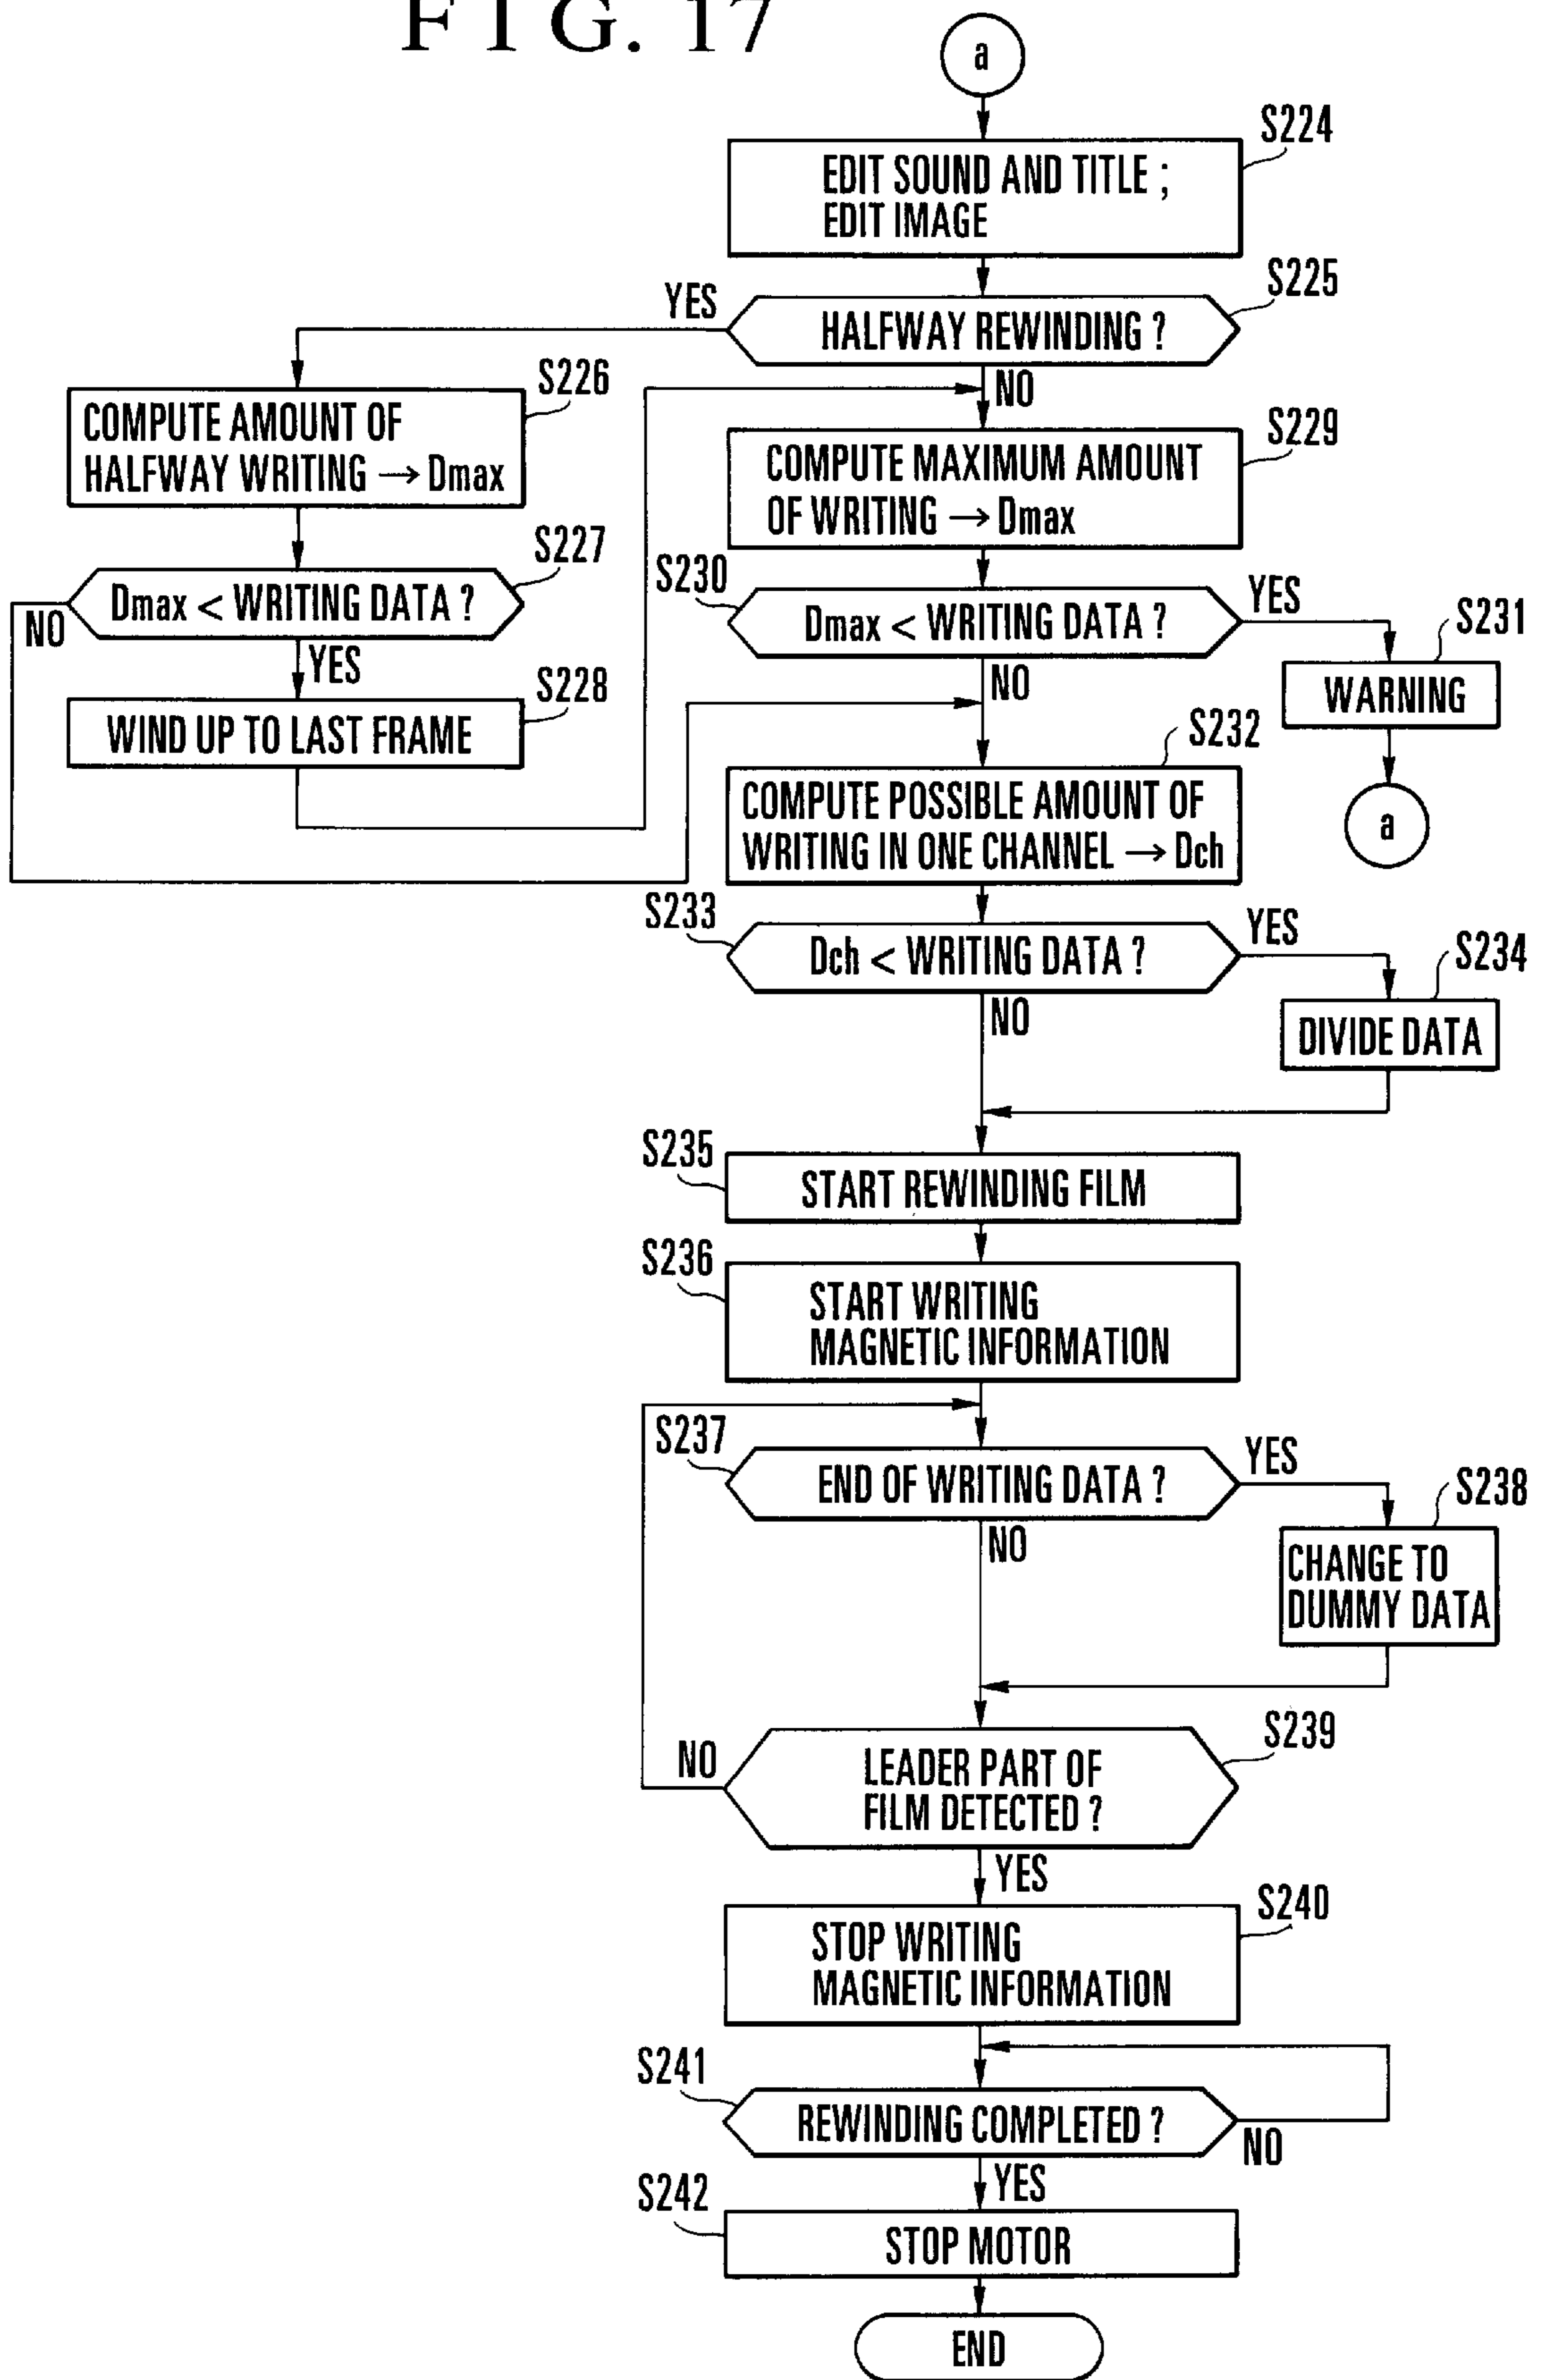 FIG. 17
a
S224
EDIT SOUND AND TITLE ;
EDIT IMAGE
S225
YES
HALFWAY REWINDING ?
NO
S226
COMPUTE AMOUNT OF
HALFWAY WRITING → Dmax
S227
Dmax < WRITING DATA ?
NO
YES
S228
WIND UP TO LAST FRAME
S229
COMPUTE MAXIMUM AMOUNT
OF WRITING → Dmax
S230
Dmax < WRITING DATA ?
YES
NO
S231
WARNING
a
S232
COMPUTE POSSIBLE AMOUNT OF
WRITING IN ONE CHANNEL → Dch
S233
Dch < WRITING DATA ?
YES
NO
S234
DIVIDE DATA
S235
START REWINDING FILM
S236
START WRITING
MAGNETIC INFORMATION
S237
END OF WRITING DATA ?
YES
NO
S238
CHANGE TO
DUMMY DATA
S239
NO
LEADER PART OF
FILM DETECTED ?
YES
S240
STOP WRITING
MAGNETIC INFORMATION
S241
REWINDING COMPLETED ?
NO
YES
S242
STOP MOTOR
END